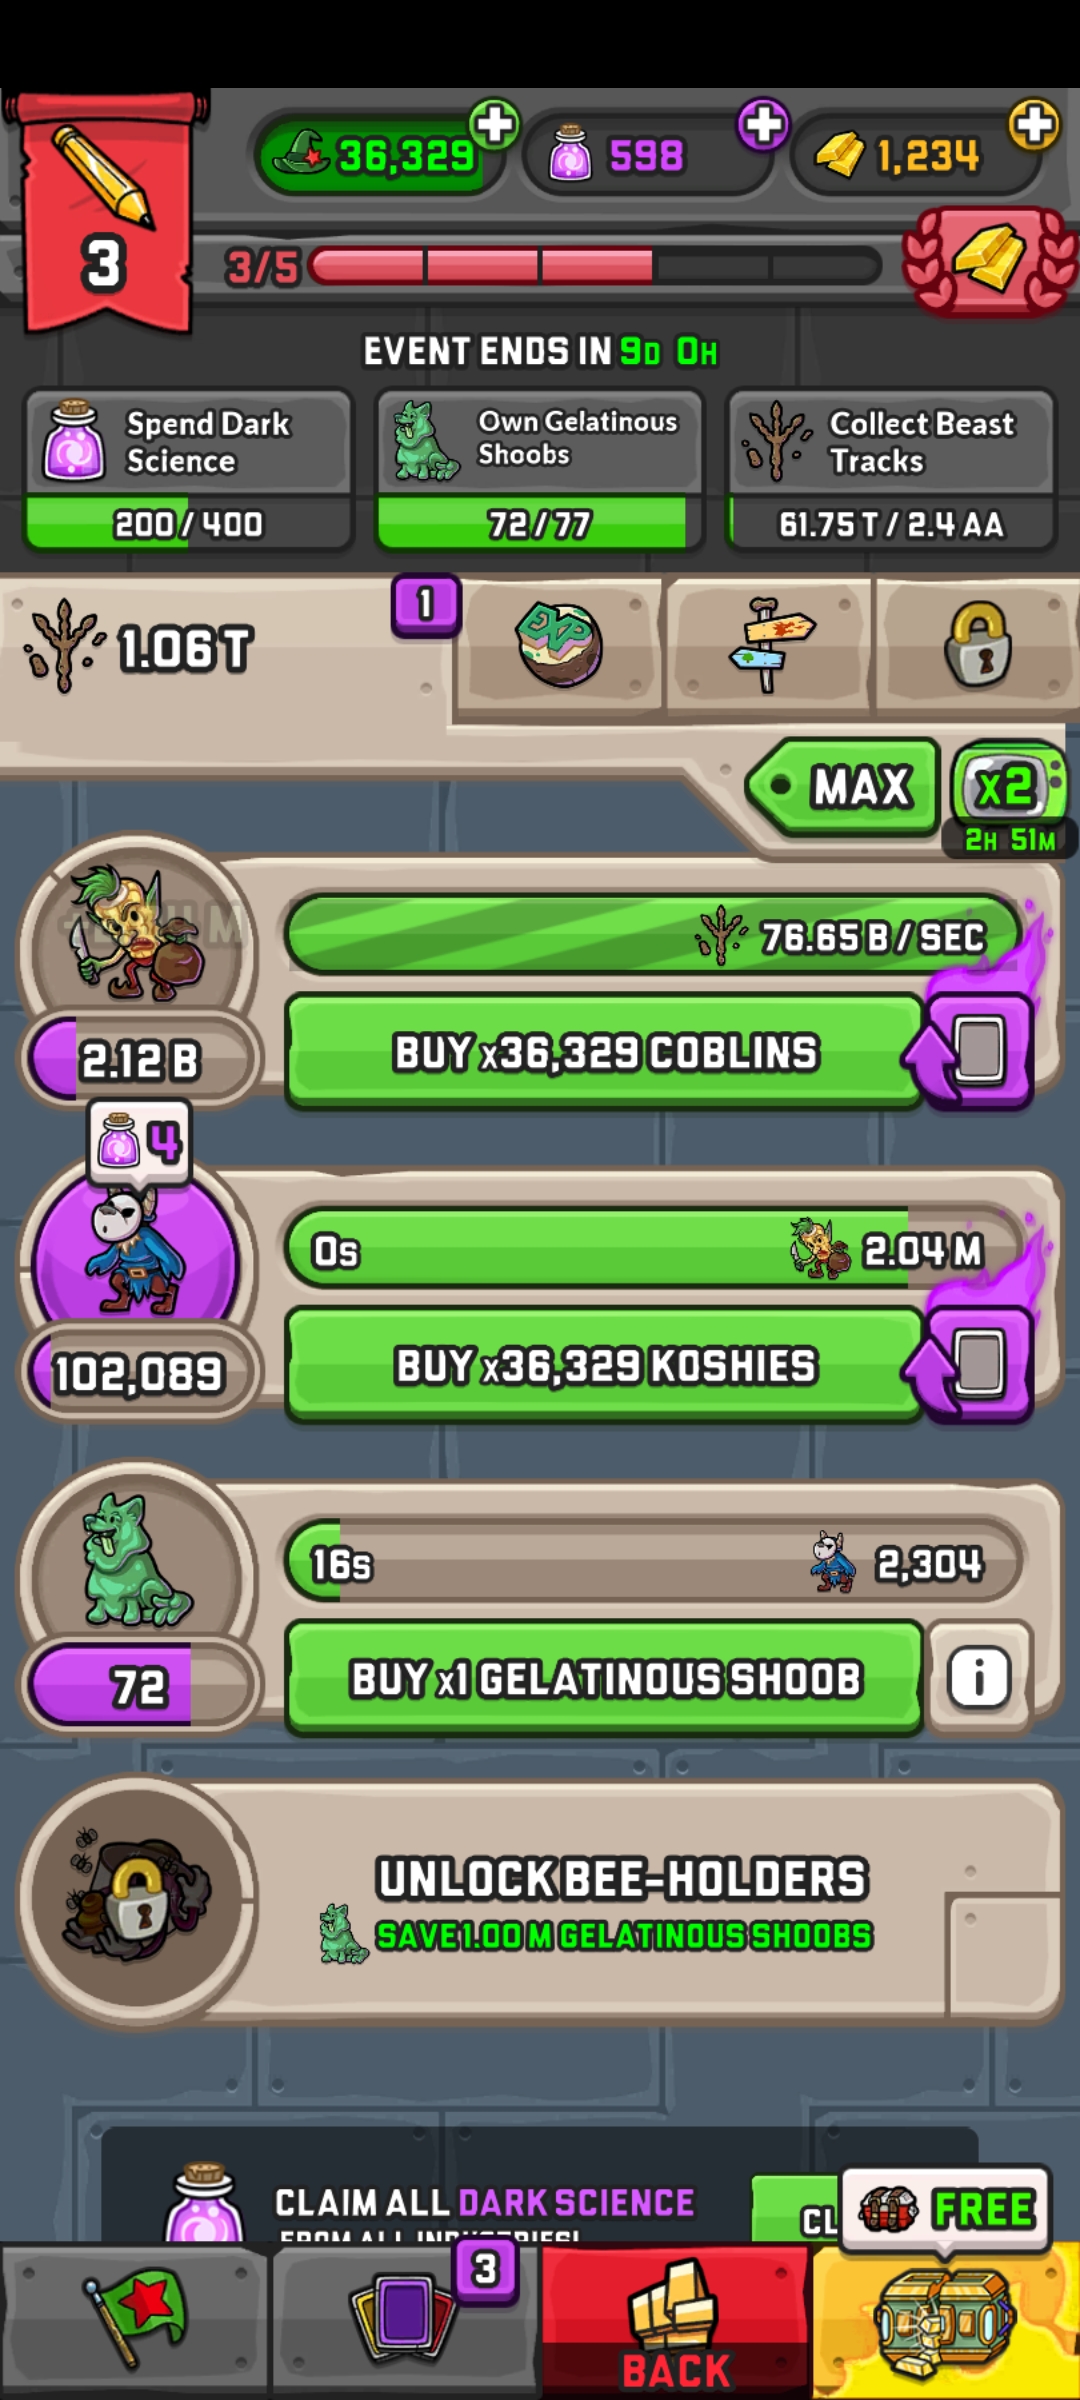 36,329
598
1,234
3
3/5
EVENT ENDS IN 9D 0H
Spend Dark
Science
200 / 400
Own Gelatinous
Shoobs
72 / 77
Collect Beast
Tracks
61.75 T / 2.4 AA
1.06 T
1
EXP
MAX
x2
2H 51M
76.65 B / SEC
2.12 B
BUY x36,329 COBLINS
4
0s
2.04 M
102,089
BUY x36,329 KOSHIES
16s
2,304
72
BUY x1 GELATINOUS SHOOB
i
UNLOCK BEE-HOLDERS
SAVE 1.00 M GELATINOUS SHOOBS
CLAIM ALL DARK SCIENCE
FROM ALL INDUSTRIES!
CL
FREE
3
BACK